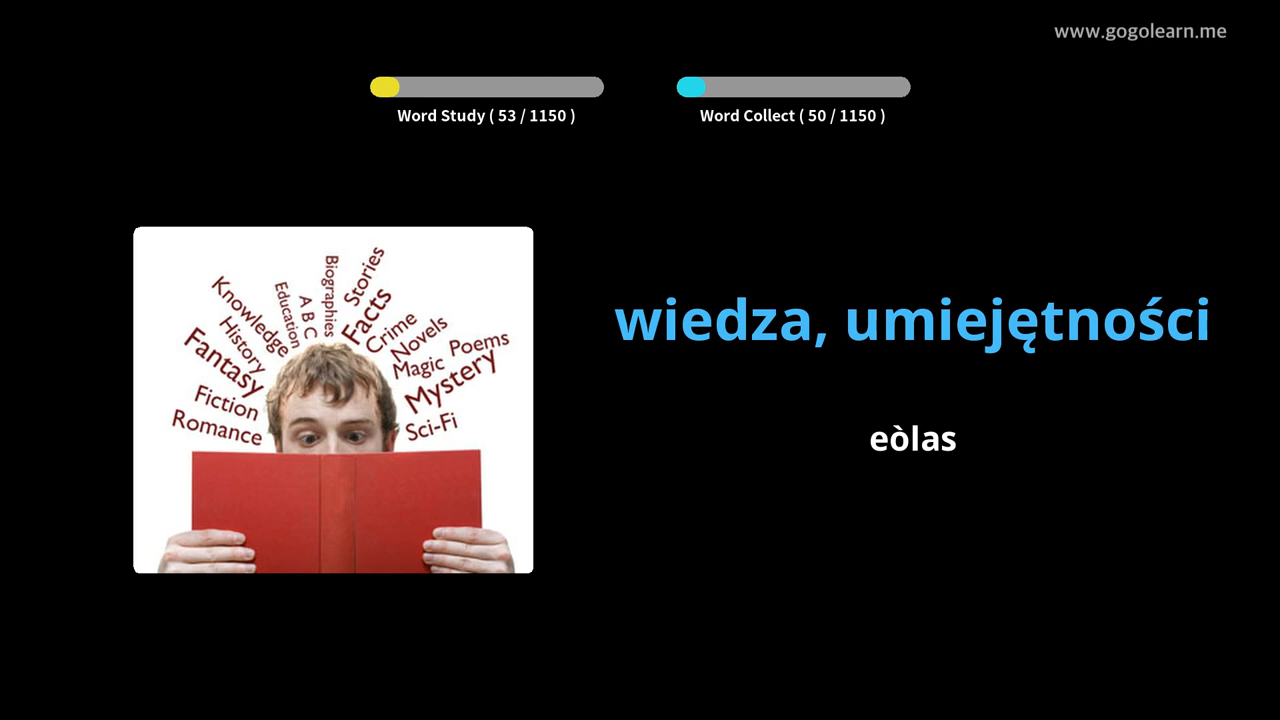 www.gogolearn.me
Word Study ( 53 / 1150 )
Word Collect ( 50 / 1150 )
Stories
Biographies
Facts
A B C
Education
Knowledge
Crime
History
Novels
Poems
Fantasy
Magic
Mystery
Fiction
Sci-Fi
Romance
wiedza, umiejętności
eòlas